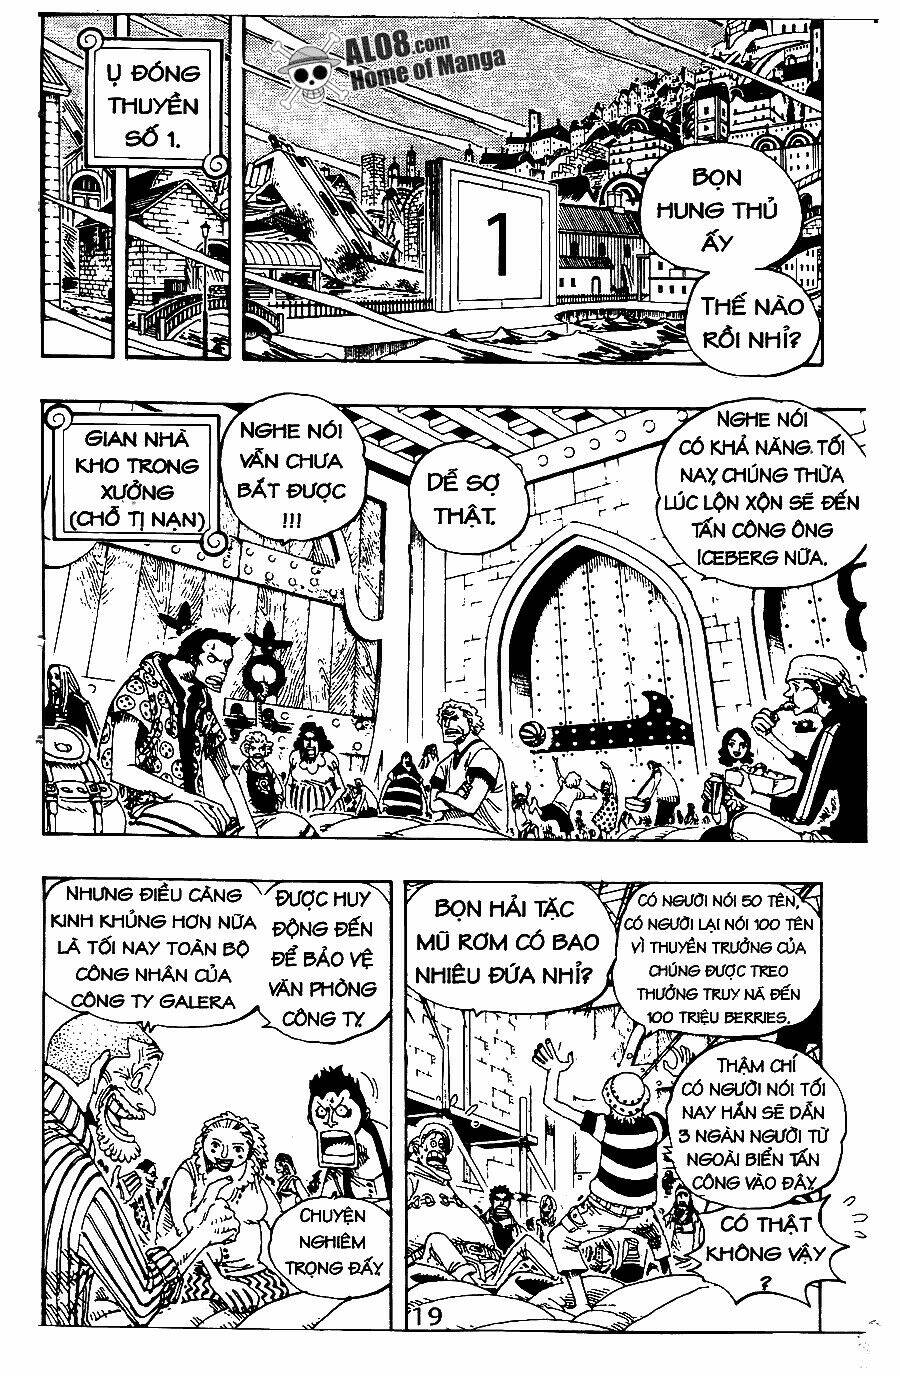 AL08.com
Home of Manga
Ụ ĐÓNG
THUYỀN
SỐ 1.
1
BỌN
HUNG THỦ
ẤY
THẾ NÀO
RỒI NHỈ?
GIAN NHÀ
KHO TRONG
XƯỞNG
(CHỖ TỊ NẠN)
NGHE NÓI
VẪN CHƯA
BẮT ĐƯỢC
!!!
DỄ SỢ
THẬT.
NGHE NÓI
CÓ KHẢ NĂNG TỐI
NAY, CHÚNG THỪA
LÚC LỘN XỘN SẼ ĐẾN
TẤN CÔNG ÔNG
ICEBERG NỮA.
NHƯNG ĐIỀU CÀNG
KINH KHỦNG HƠN NỮA
LÀ TỐI NAY TOÀN BỘ
CÔNG NHÂN CỦA
CÔNG TY GALERA
ĐƯỢC HUY
ĐỘNG ĐẾN
ĐỂ BẢO VỆ
VĂN PHÒNG
CÔNG TY.
CHUYỆN
NGHIÊM
TRỌNG ĐẤY
BỌN HẢI TẶC
MŨ RƠM CÓ BAO
NHIÊU ĐỨA NHỈ?
CÓ NGƯỜI NÓI 50 TÊN,
CÓ NGƯỜI LẠI NÓI 100 TÊN
VÌ THUYỀN TRƯỞNG CỦA
CHÚNG ĐƯỢC TREO
THƯỞNG TRUY NÃ ĐẾN
100 TRIỆU BERRIES.
THẬM CHÍ
CÓ NGƯỜI NÓI TỐI
NAY HẮN SẼ DẪN
3 NGÀN NGƯỜI TỪ
NGOÀI BIỂN TẤN
CÔNG VÀO ĐÂY.
CÓ THẬT
KHÔNG VẬY
?
19